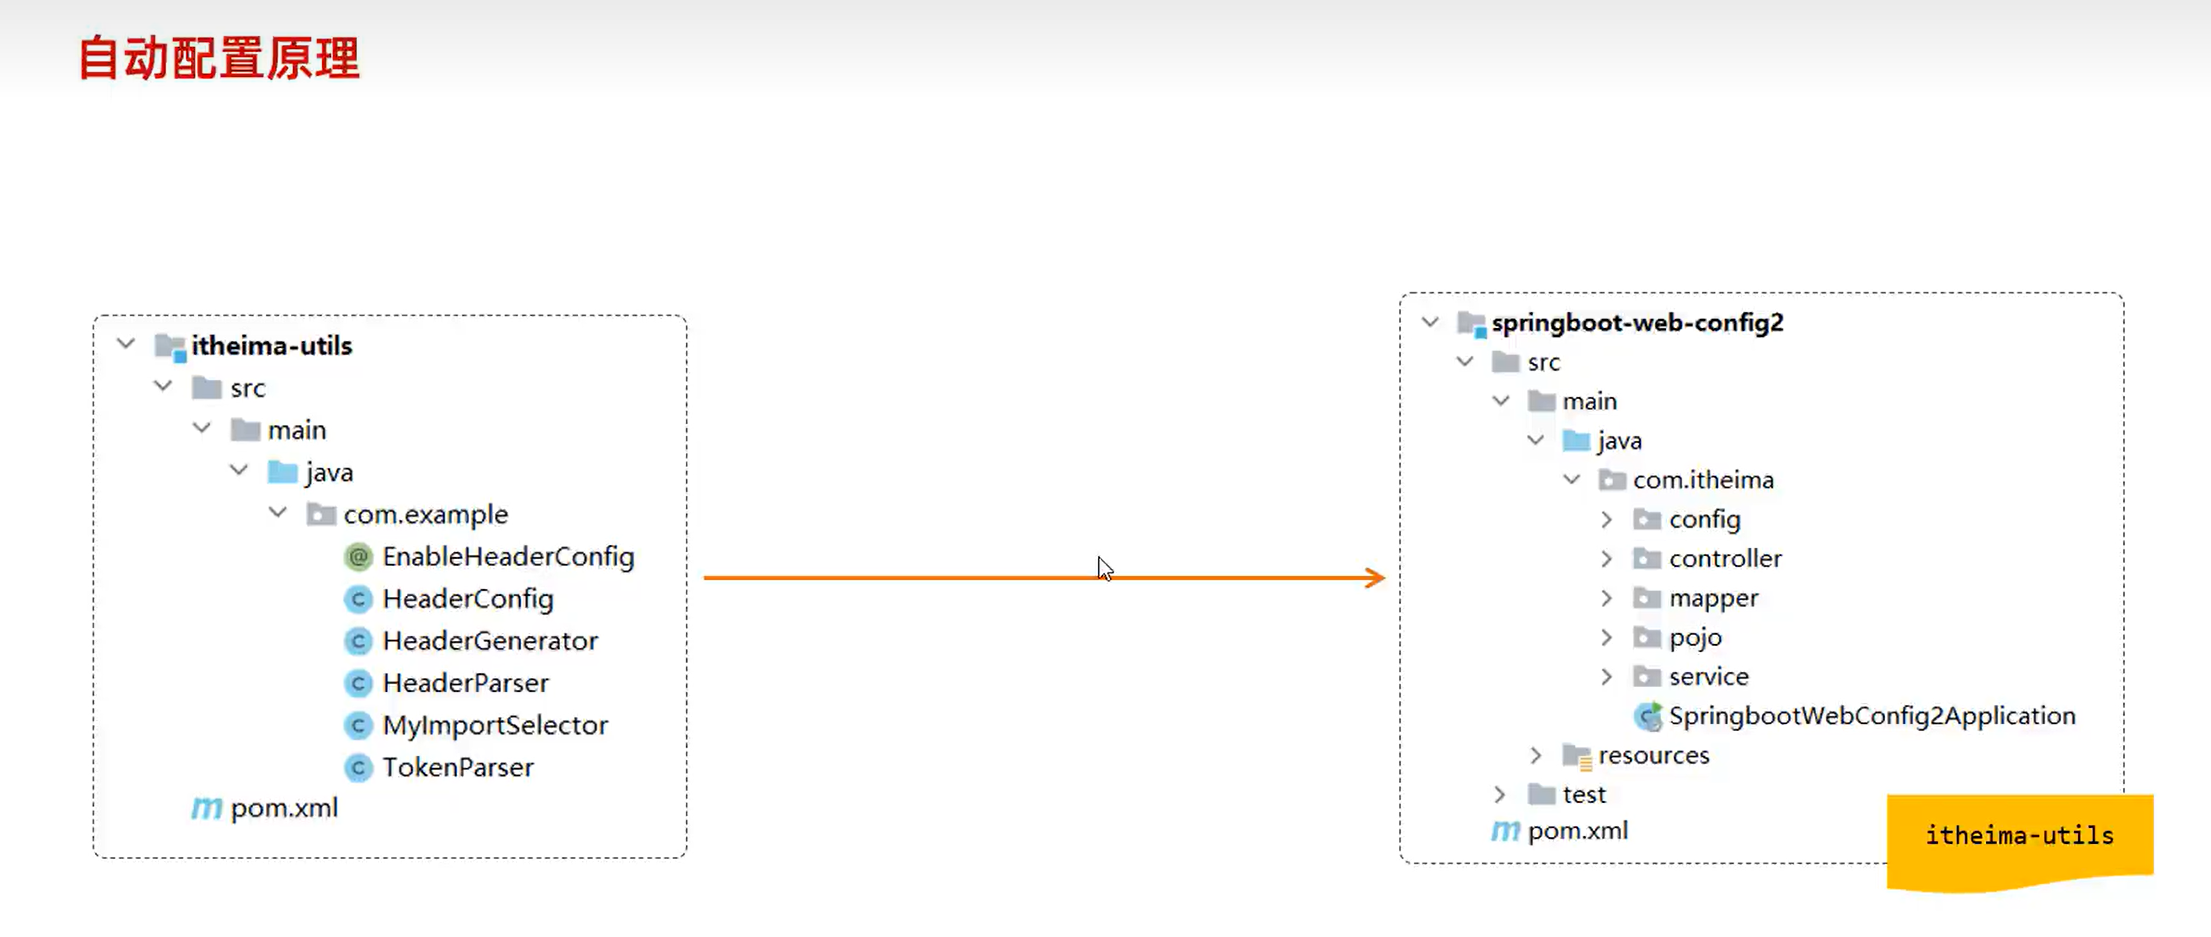 自动配置原理
itheima-utils
src
main
java
com.example
EnableHeaderConfig
HeaderConfig
HeaderGenerator
HeaderParser
MyImportSelector
TokenParser
pom.xml
springboot-web-config2
src
main
java
com.itheima
config
controller
mapper
pojo
service
SpringbootWebConfig2Application
resources
test
pom.xml
itheima-utils